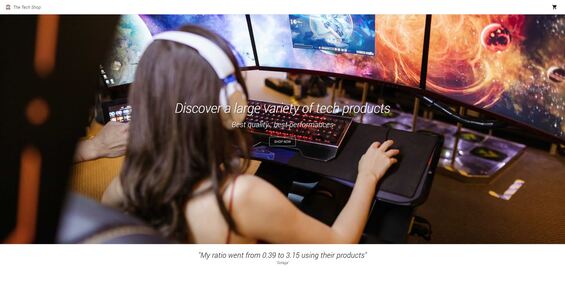 The Tech Shop
Discover a large variety of tech products
Best quality, best performances
SHOP NOW
"My ratio went from 0.39 to 3.15 using their products"